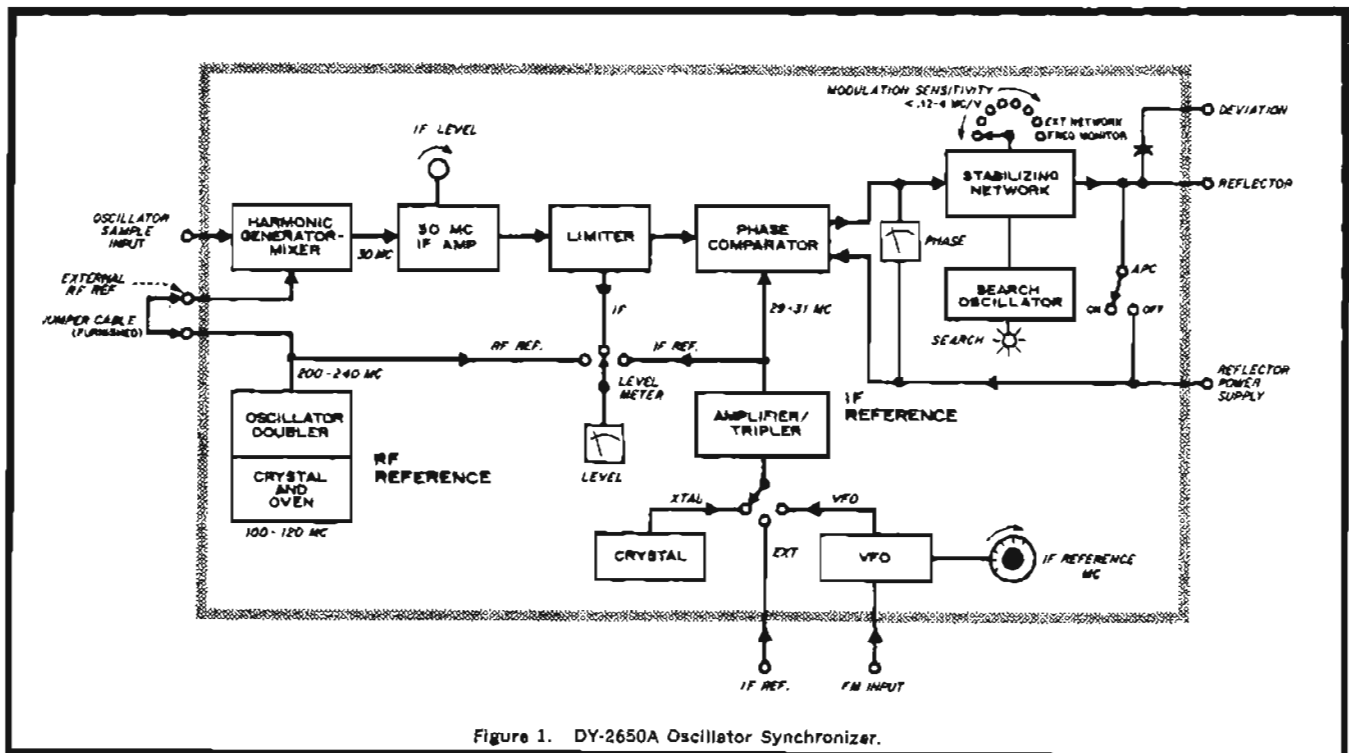 MODULATION SENSITIVITY
< .12-4 MC/V
EXT NETWORK
FREQ MONITOR
DEVIATION
IF LEVEL
OSCILLATOR
SAMPLE
INPUT
HARMONIC
GENERATOR-
MIXER
30 MC
30 MC
IF AMP
LIMITER
PHASE
COMPARATOR
PHASE
STABILIZING
NETWORK
REFLECTOR
EXTERNAL
RF REF
JUMPER CABLE
(FURNISHED)
IF
29-31 MC
SEARCH
OSCILLATOR
SEARCH
APC
ON
OFF
RF REF.
IF REF.
LEVEL
METER
200-240 MC
REFLECTOR
POWER
SUPPLY
OSCILLATOR
DOUBLER
CRYSTAL
AND
OVEN
100-120 MC
RF
REFERENCE
LEVEL
AMPLIFIER/
TRIPLER
IF
REFERENCE
XTAL
VFO
EXT
CRYSTAL
VFO
IF REFERENCE
MC
IF REF.
FM INPUT
Figure 1. DY-2650A Oscillator Synchronizer.